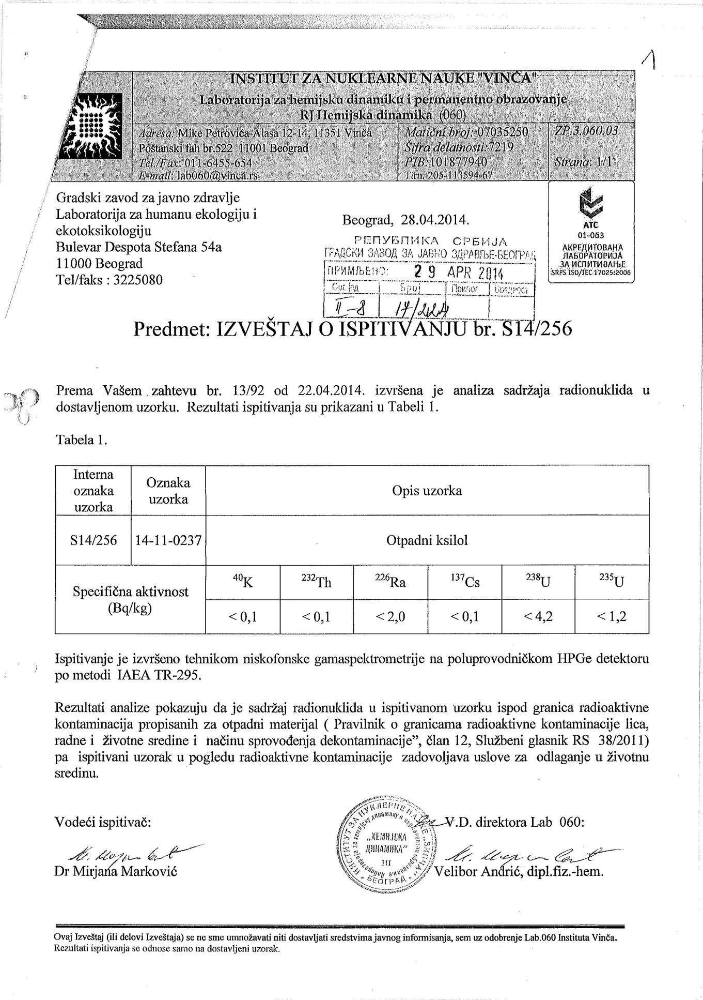 1
INSTITUT ZA NUKLEARNE NAUKE "VINČA"
Laboratorija za hemijsku dinamiku i permanentno obrazovanje
RJ Hemijska dinamika (060)
Adresa: Mike Petrovića-Alasa 12-14, 11351 Vinča
Poštanski fah br.522 11001 Beograd
Tel./Fax: 011-6455-654
E-mail: lab060@vinca.rs
Matični broj: 07035250
Šifra delatnosti:7219
PIB:101877940
T.rn. 205-113594-67
ZP.3.060.03
Strana: 1/1
Gradski zavod za javno zdravlje
Laboratorija za humanu ekologiju i
ekotoksikologiju
Bulevar Despota Stefana 54a
11000 Beograd
Tel/faks : 3225080
Beograd, 28.04.2014.
АТС
01-063
АКРЕДИТОВАНА
ЛАБОРАТОРИЈА
ЗА ИСПИТИВАЊЕ
SRPS ISO/IEC 17025:2006
РЕПУБЛИКА СРБИЈА
ГРАДСКИ ЗАВОД ЗА ЈАВНО ЗДРАВЉЕ-БЕОГРАД
ПРИМЉЕНО: 29 APR 2014
Орг.јед Број Прилог Вредност
II-8
Predmet: IZVEŠTAJ O ISPITIVANJU br. S14/256
Prema Vašem zahtevu br. 13/92 od 22.04.2014. izvršena je analiza sadržaja radionuklida u
dostavljenom uzorku. Rezultati ispitivanja su prikazani u Tabeli 1.
Tabela 1.
Interna
oznaka
uzorka
Oznaka
uzorka
Opis uzorka
S14/256 14-11-0237 Otpadni ksilol
Specifična aktivnost
(Bq/kg)
⁴⁰K ²³²Th ²²⁶Ra ¹³⁷Cs ²³⁸U ²³⁵U
< 0,1 < 0,1 < 2,0 < 0,1 < 4,2 < 1,2
Ispitivanje je izvršeno tehnikom niskofonske gamaspektrometrije na poluprovodničkom HPGe detektoru
po metodi IAEA TR-295.
Rezultati analize pokazuju da je sadržaj radionuklida u ispitivanom uzorku ispod granica radioaktivne
kontaminacija propisanih za otpadni materijal ( Pravilnik o granicama radioaktivne kontaminacije lica,
radne i životne sredine i načinu sprovođenja dekontaminacije”, član 12, Službeni glasnik RS 38/2011)
pa ispitivani uzorak u pogledu radioaktivne kontaminacije zadovoljava uslove za odlaganje u životnu
sredinu.
Vodeći ispitivač:
Dr Mirjana Marković
ИНСТИТУТ ЗА НУКЛЕАРНЕ НАУКЕ „ВИНЧА”
Лабораторија за хемијску динамику и перманентно образовање
„ХЕМИЈСКА
ДИНАМИКА“
III
* БЕОГРАД *
V.D. direktora Lab 060:
Velibor Andrić, dipl.fiz.-hem.
Ovaj Izveštaj (ili delovi Izveštaja) se ne sme umnožavati niti dostavljati sredstvima javnog informisanja, sem uz odobrenje Lab.060 Instituta Vinča.
Rezultati ispitivanja se odnose samo na dostavljeni uzorak.